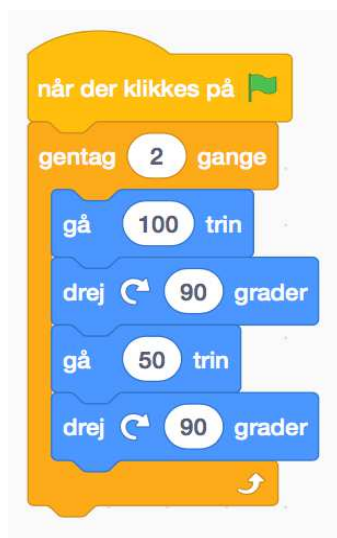 når der klikkes på
gentag 2 gange
gå 100 trin
drej 90 grader
gå 50 trin
drej 90 grader